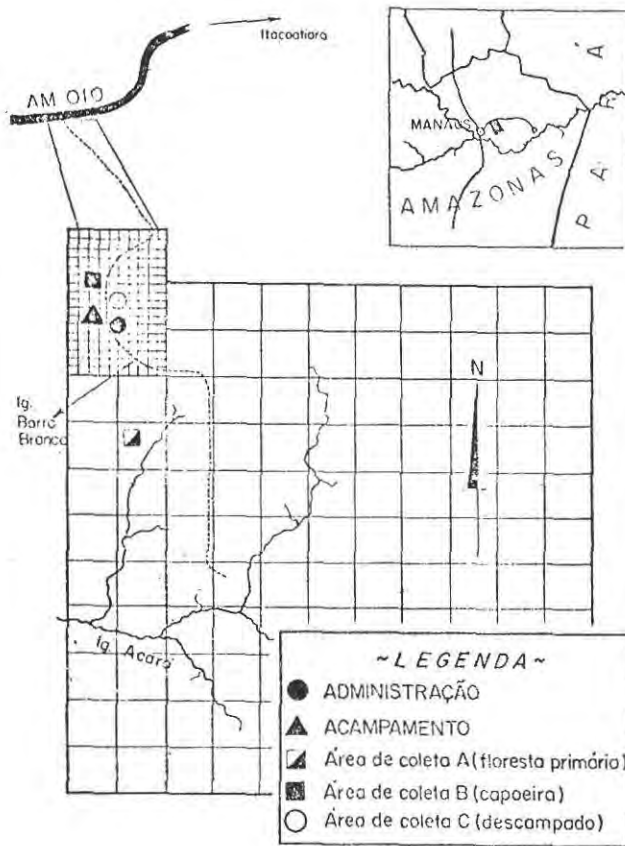 Itacoatiara
AM 010
MANAUS
AMAZONAS
PARÁ
Ig.
Barro
Branco
N
Ig. Acará
~LEGENDA~
ADMINISTRAÇÃO
ACAMPAMENTO
Área de coleta A (floresta primário)
Área de coleta B (capoeira)
Área de coleta C (descampado)